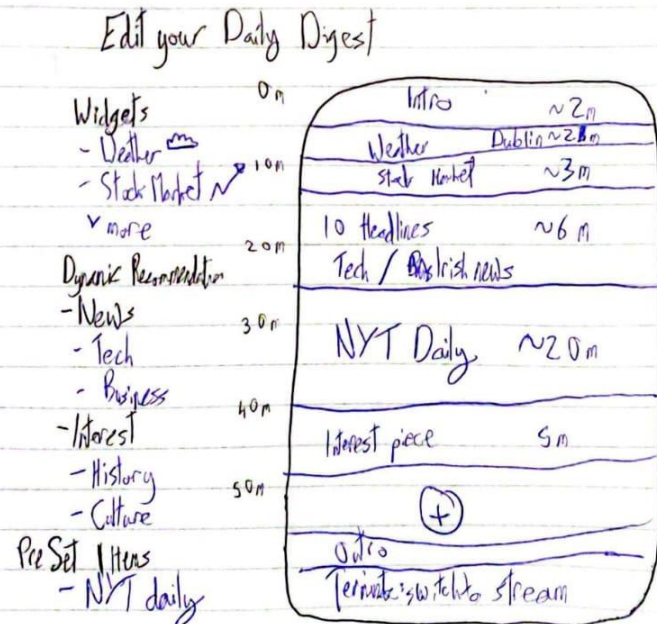 Edit your Daily Digest
Widgets
- Weather
- Stock Market
v more
Dynamic Recommendation
- News
- Tech
- Business
- Interest
- History
- Culture
Pre Set Items
- NYT daily
0m
10m
20m
30m
40m
50m
Intro ~2m
Weather Dublin ~2m
Stock Market ~3m
10 Headlines ~6m
Tech / Irish news
NYT Daily ~20m
Interest piece 5m
+
Outro
Terminate: switch to stream